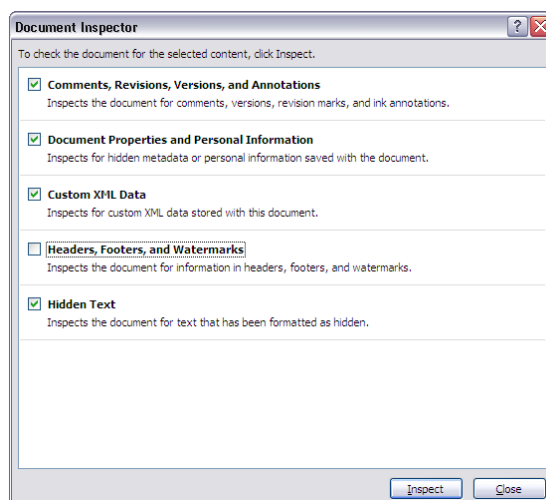 Document Inspector
To check the document for the selected content, click Inspect.
Comments, Revisions, Versions, and Annotations
Inspects the document for comments, versions, revision marks, and ink annotations.
Document Properties and Personal Information
Inspects for hidden metadata or personal information saved with the document.
Custom XML Data
Inspects for custom XML data stored with this document.
Headers, Footers, and Watermarks
Inspects the document for information in headers, footers, and watermarks.
Hidden Text
Inspects the document for text that has been formatted as hidden.
Inspect Close